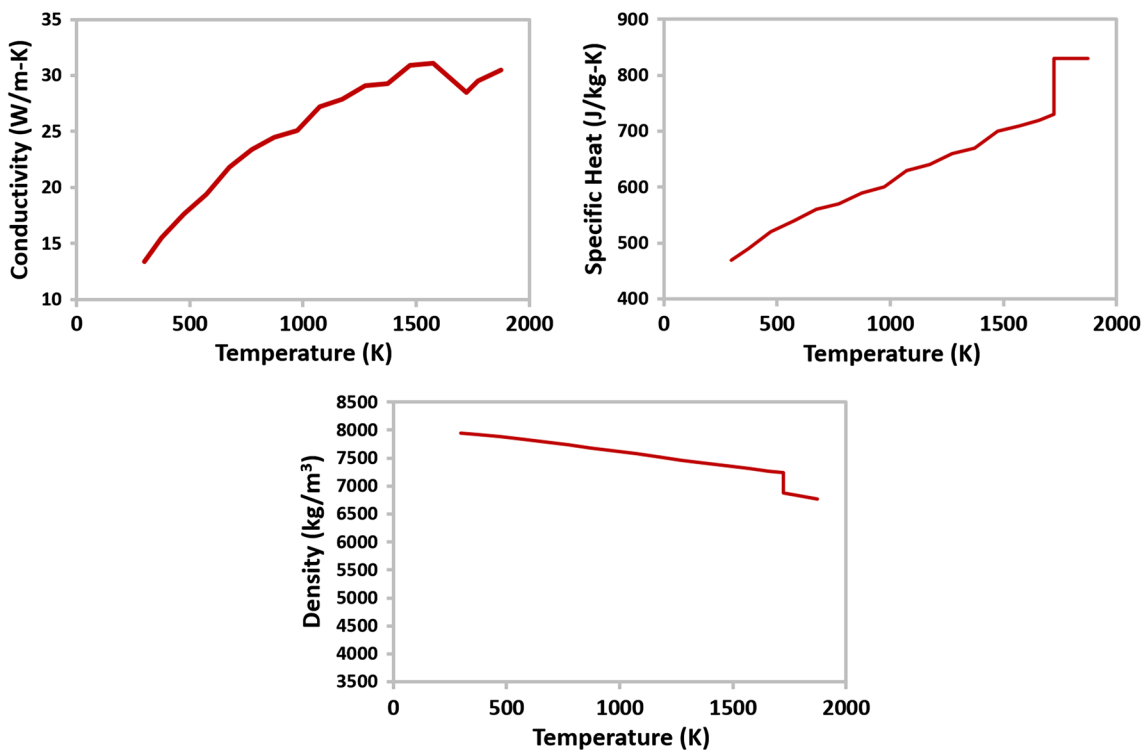 Conductivity (W/m-K)
35
30
25
20
15
10
0 500 1000 1500 2000
Temperature (K)
Specific Heat (J/kg-K)
900
800
700
600
500
400
0 500 1000 1500 2000
Temperature (K)
Density (kg/m³)
8500
8000
7500
7000
6500
6000
5500
5000
4500
4000
3500
0 500 1000 1500 2000
Temperature (K)